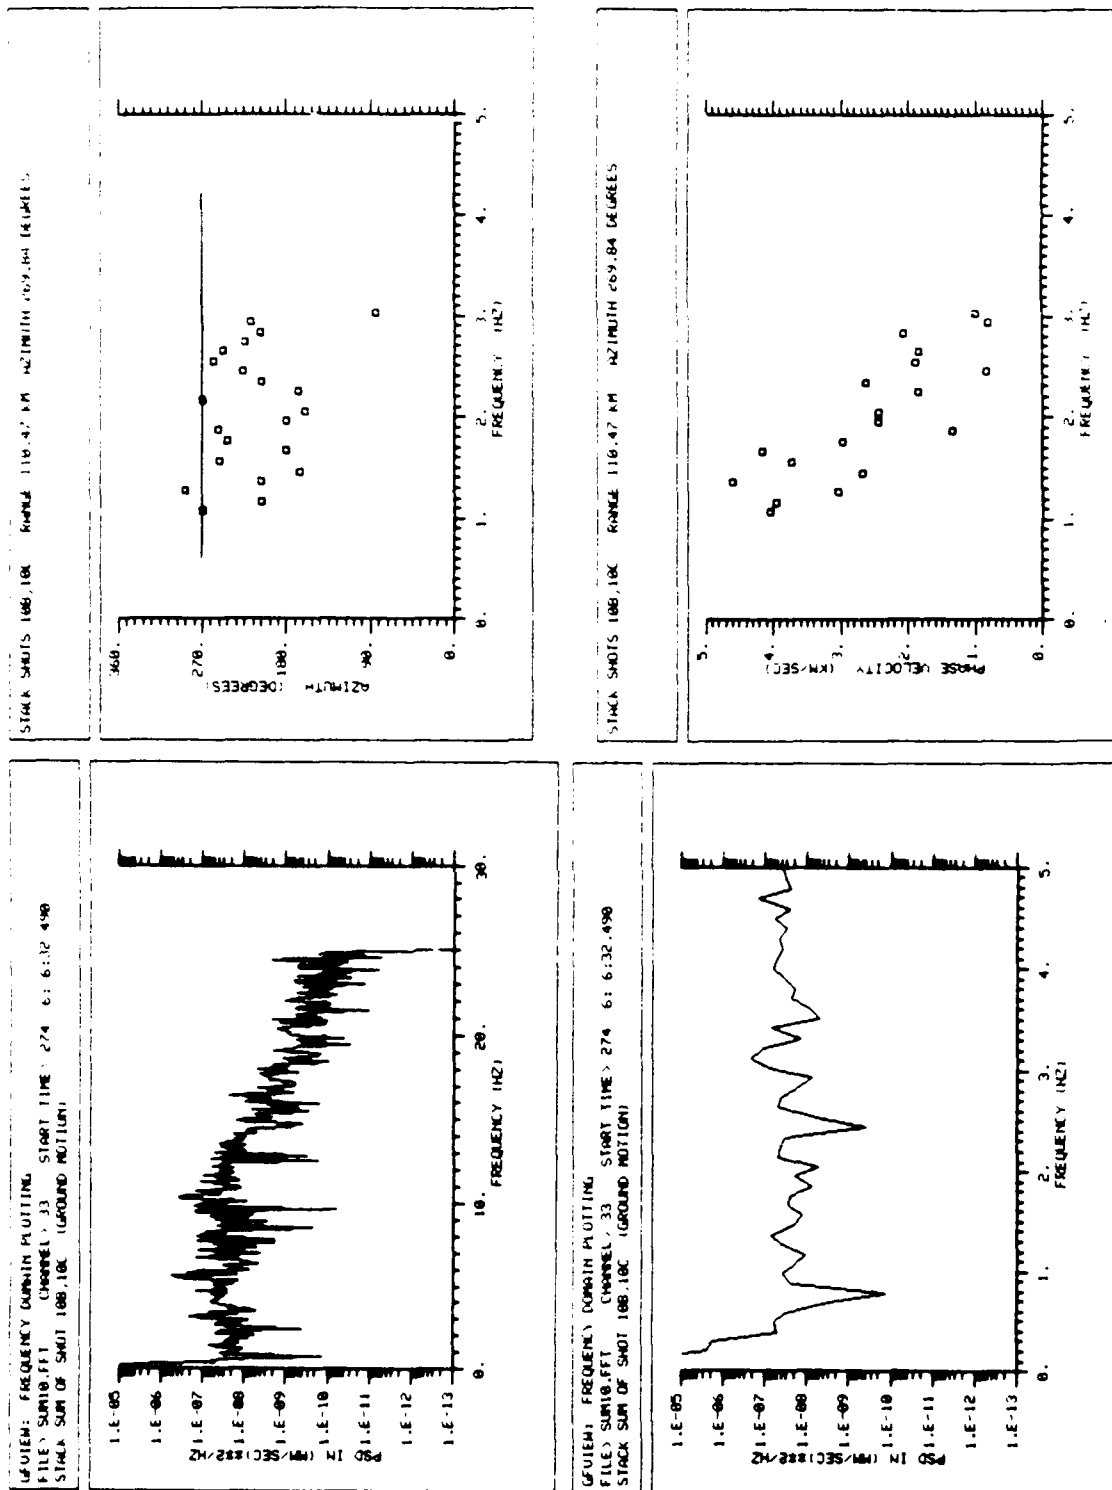 GFVIEW: FREQUENCY DOMAIN PLOTTING
FILE> SUM10.FFT CHANNEL> 33 START TIME> 274 6: 6:32.490
STACK SUM OF SHOT 10B,10C (GROUND MOTION)
1.E-05
1.E-06
1.E-07
1.E-08
1.E-09
1.E-10
1.E-11
1.E-12
1.E-13
PSD IN (MM/SEC)**2/HZ
0.
10.
20.
30.
FREQUENCY (HZ)
STACK SHOTS 10B,10C RANGE 110.47 KM AZIMUTH 269.84 DEGREES
360.
270.
180.
90.
0.
AZIMUTH (DEGREES)
0.
1.
2.
3.
4.
5.
FREQUENCY (HZ)
GFVIEW: FREQUENCY DOMAIN PLOTTING
FILE> SUM10.FFT CHANNEL> 33 START TIME> 274 6: 6:32.490
STACK SUM OF SHOT 10B,10C (GROUND MOTION)
1.E-05
1.E-06
1.E-07
1.E-08
1.E-09
1.E-10
1.E-11
1.E-12
1.E-13
PSD IN (MM/SEC)**2/HZ
0.
1.
2.
3.
4.
5.
FREQUENCY (HZ)
STACK SHOTS 10B,10C RANGE 110.47 KM AZIMUTH 269.84 DEGREES
5.
4.
3.
2.
1.
0.
PHASE VELOCITY (KM/SEC)
0.
1.
2.
3.
4.
5.
FREQUENCY (HZ)